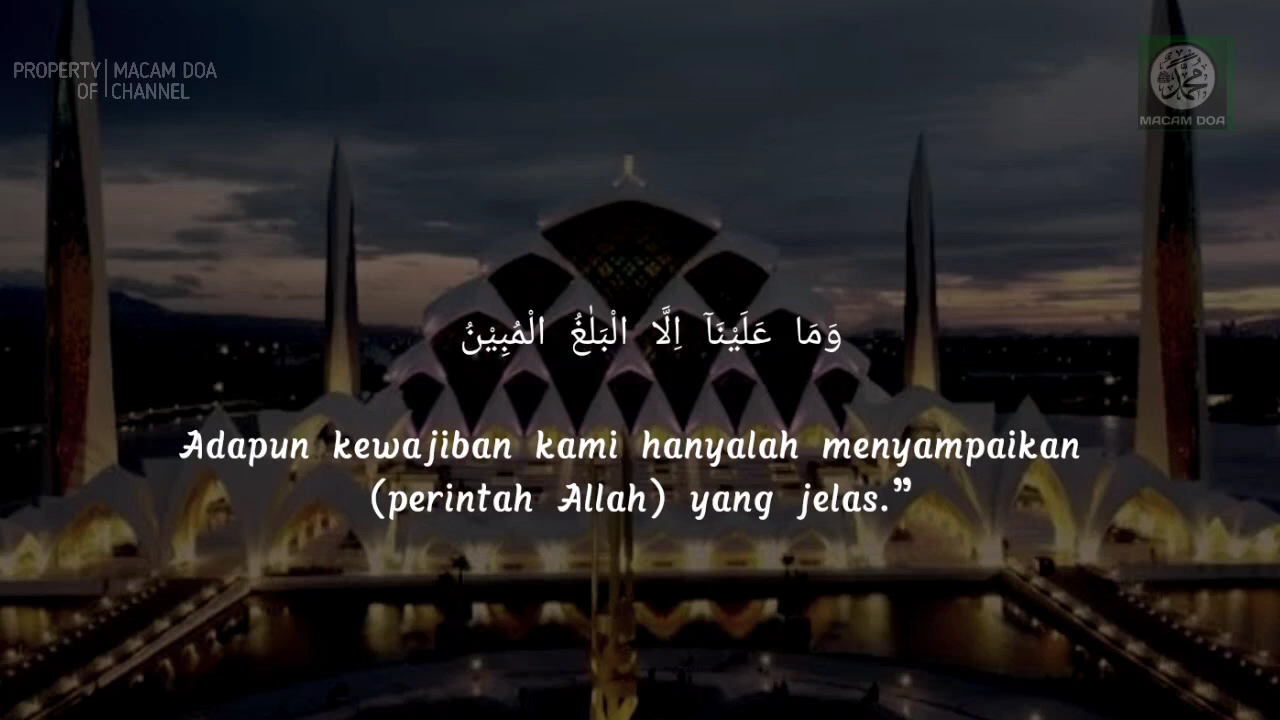 PROPERTY OF | MACAM DOA CHANNEL
MACAM DOA
وَمَا عَلَيْنَآ اِلَّا الْبَلٰغُ الْمُبِيْنُ
Adapun kewajiban kami hanyalah menyampaikan
(perintah Allah) yang jelas.”